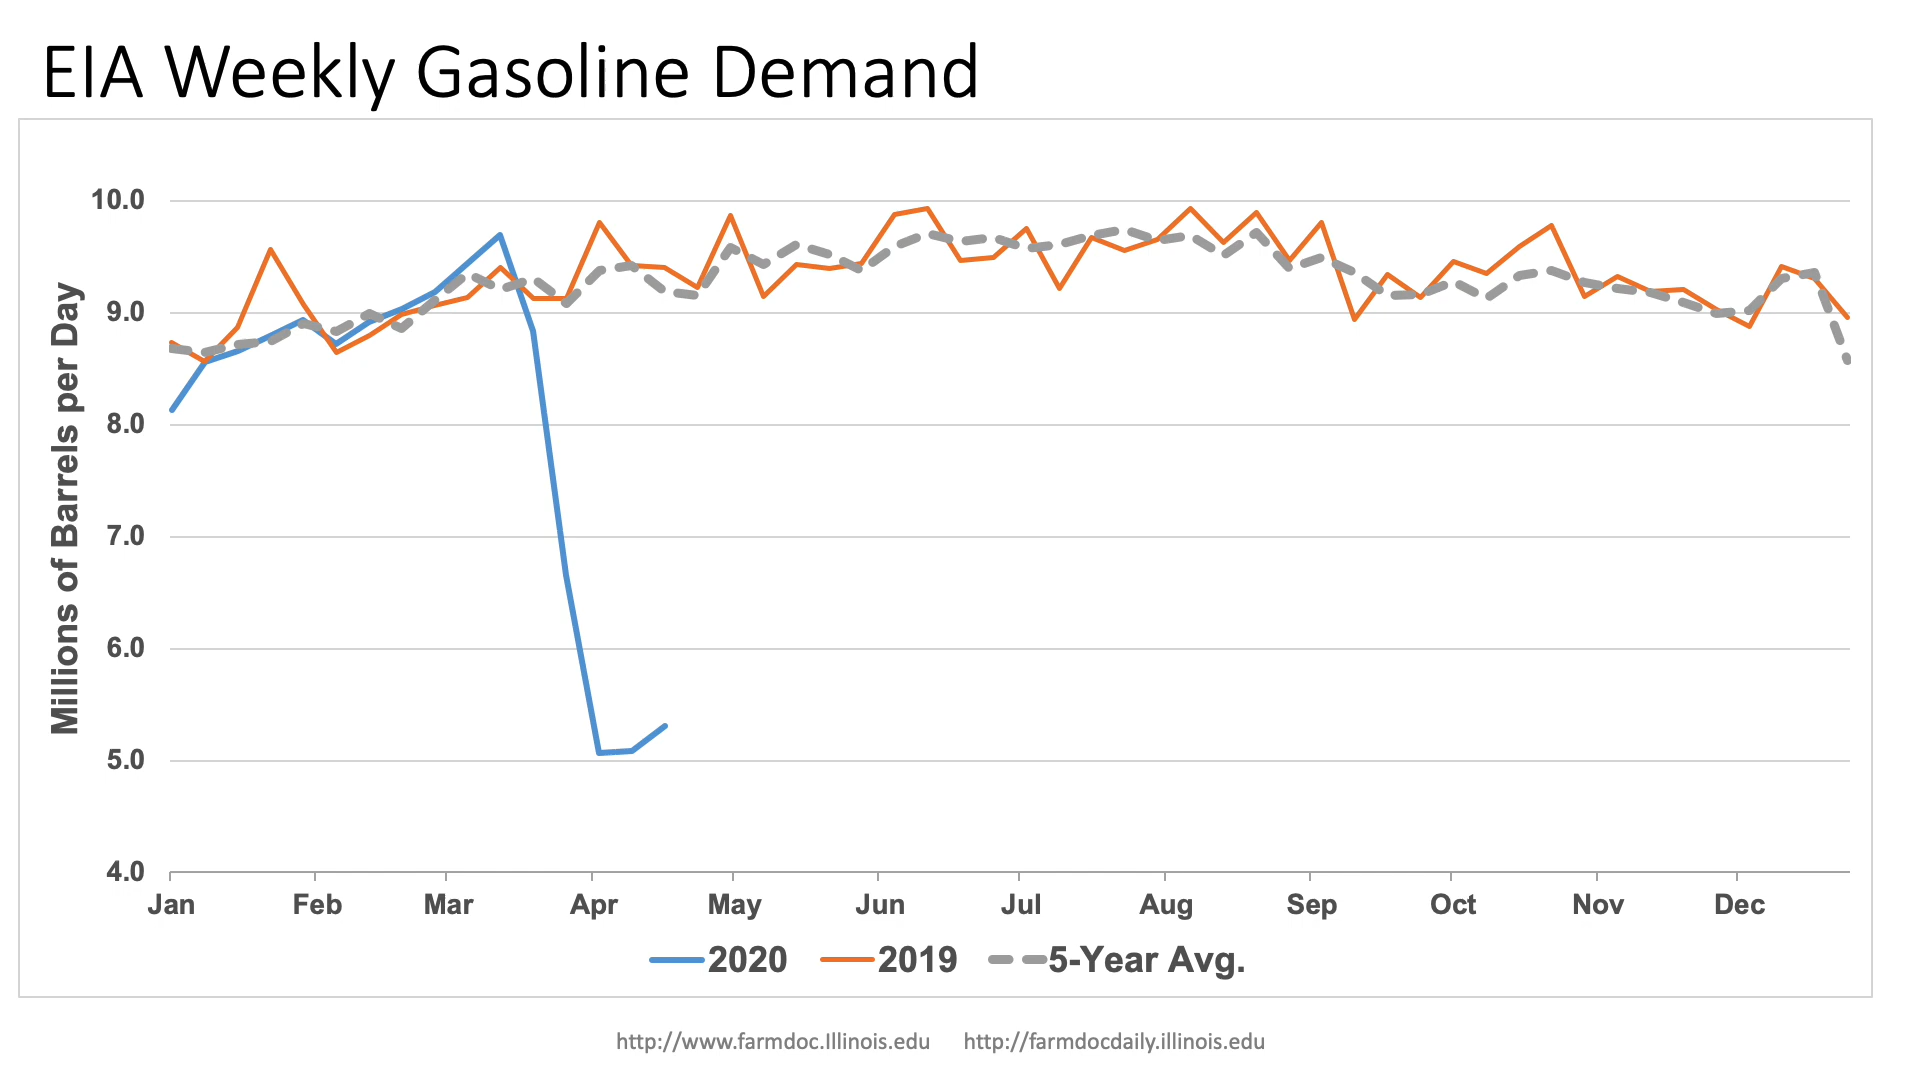 EIA Weekly Gasoline Demand
Millions of Barrels per Day
10.0
9.0
8.0
7.0
6.0
5.0
4.0
Jan Feb Mar Apr May Jun Jul Aug Sep Oct Nov Dec
2020 2019 5-Year Avg.
http://www.farmdoc.Illinois.edu http://farmdocdaily.illinois.edu